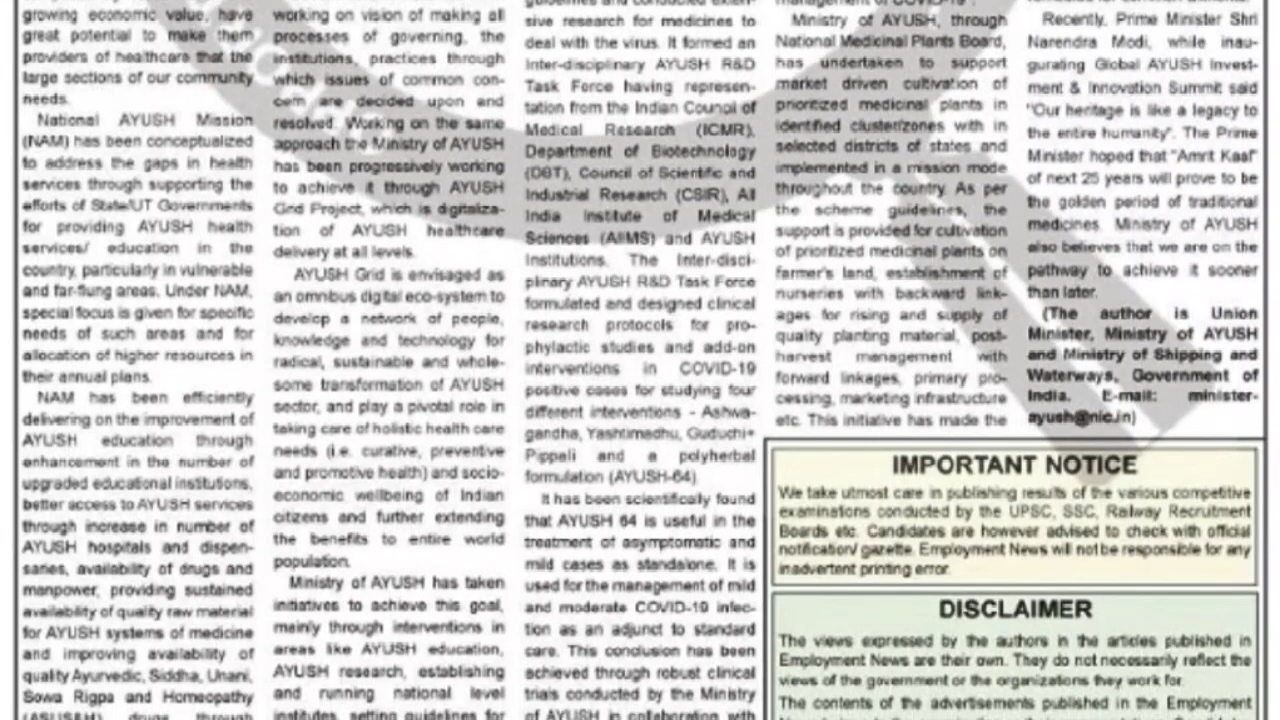 growing economic value, have
great potential to make them
providers of healthcare that the
large sections of our community
needs.
National AYUSH Mission
(NAM) has been conceptualized
to address the gaps in health
services through supporting the
efforts of State/UT Governments
for providing AYUSH health
services/ education in the
country, particularly in vulnerable
and far-flung areas. Under NAM,
special focus is given for specific
needs of such areas and for
allocation of higher resources in
their annual plans.
NAM has been efficiently
delivering on the improvement of
AYUSH education through
enhancement in the number of
upgraded educational institutions,
better access to AYUSH services
through increase in number of
AYUSH hospitals and dispen-
saries, availability of drugs and
manpower, providing sustained
availability of quality raw material
for AYUSH systems of medicine
and improving availability of
quality Ayurvedic, Siddha, Unani,
Sowa Rigpa and Homeopathy
(ASUS&H) drugs through
working on vision of making all
processes of governing, the
institutions, practices through
which issues of common con-
cern are decided upon and
resolved. Working on the same
approach the Ministry of AYUSH
has been progressively working
to achieve it through AYUSH
Grid Project, which is digitaliza-
tion of AYUSH healthcare
delivery at all levels.
AYUSH Grid is envisaged as
an omnibus digital eco-system to
develop a network of people,
knowledge and technology for
radical, sustainable and whole-
some transformation of AYUSH
sector, and play a pivotal role in
taking care of holistic health care
needs (i.e. curative, preventive
and promotive health) and socio-
economic wellbeing of Indian
citizens and further extending
the benefits to entire world
population.
Ministry of AYUSH has taken
initiatives to achieve this goal,
mainly through interventions in
areas like AYUSH education,
AYUSH research, establishing
and running national level
institutes, setting guidelines for
guidelines and conducted exten-
sive research for medicines to
deal with the virus. It formed an
Inter-disciplinary AYUSH R&D
Task Force having represen-
tation from the Indian Council of
Medical Research (ICMR),
Department of Biotechnology
(DBT), Council of Scientific and
Industrial Research (CSIR), All
India Institute of Medical
Sciences (AIIMS) and AYUSH
Institutions. The Inter-disci-
plinary AYUSH R&D Task Force
formulated and designed clinical
research protocols for pro-
phylactic studies and add-on
interventions in COVID-19
positive cases for studying four
different interventions - Ashwa-
gandha, Yashtimadhu, Guduchi+
Pippali and a polyherbal
formulation (AYUSH-64).
It has been scientifically found
that AYUSH 64 is useful in the
treatment of asymptomatic and
mild cases as standalone. It is
used for the management of mild
and moderate COVID-19 infec-
tion as an adjunct to standard
care. This conclusion has been
achieved through robust clinical
trials conducted by the Ministry
of AYUSH in collaboration with
management of COVID-19".
Ministry of AYUSH, through
National Medicinal Plants Board,
has undertaken to support
market driven cultivation of
prioritized medicinal plants in
identified cluster/zones with in
selected districts of states and
implemented in a mission mode
throughout the country. As per
the scheme guidelines, the
support is provided for cultivation
of prioritized medicinal plants on
farmer's land, establishment of
nurseries with backward link-
ages for rising and supply of
quality planting material, post-
harvest management with
forward linkages, primary pro-
cessing, marketing infrastructure
etc. This initiative has made the
Recently, Prime Minister Shri
Narendra Modi, while inau-
gurating Global AYUSH Invest-
ment & Innovation Summit said
"Our heritage is like a legacy to
the entire humanity". The Prime
Minister hoped that "Amrit Kaal"
of next 25 years will prove to be
the golden period of traditional
medicines. Ministry of AYUSH
also believes that we are on the
pathway to achieve it sooner
than later.
(The author is Union
Minister, Ministry of AYUSH
and Ministry of Shipping and
Waterways, Government of
India. E-mail: minister-
ayush@nic.in)
IMPORTANT NOTICE
We take utmost care in publishing results of the various competitive
examinations conducted by the UPSC, SSC, Railway Recruitment
Boards etc. Candidates are however advised to check with official
notification/ gazette. Employment News will not be responsible for any
inadvertent printing error.
DISCLAIMER
The views expressed by the authors in the articles published in
Employment News are their own. They do not necessarily reflect the
views of the government or the organizations they work for.
The contents of the advertisements published in the Employment